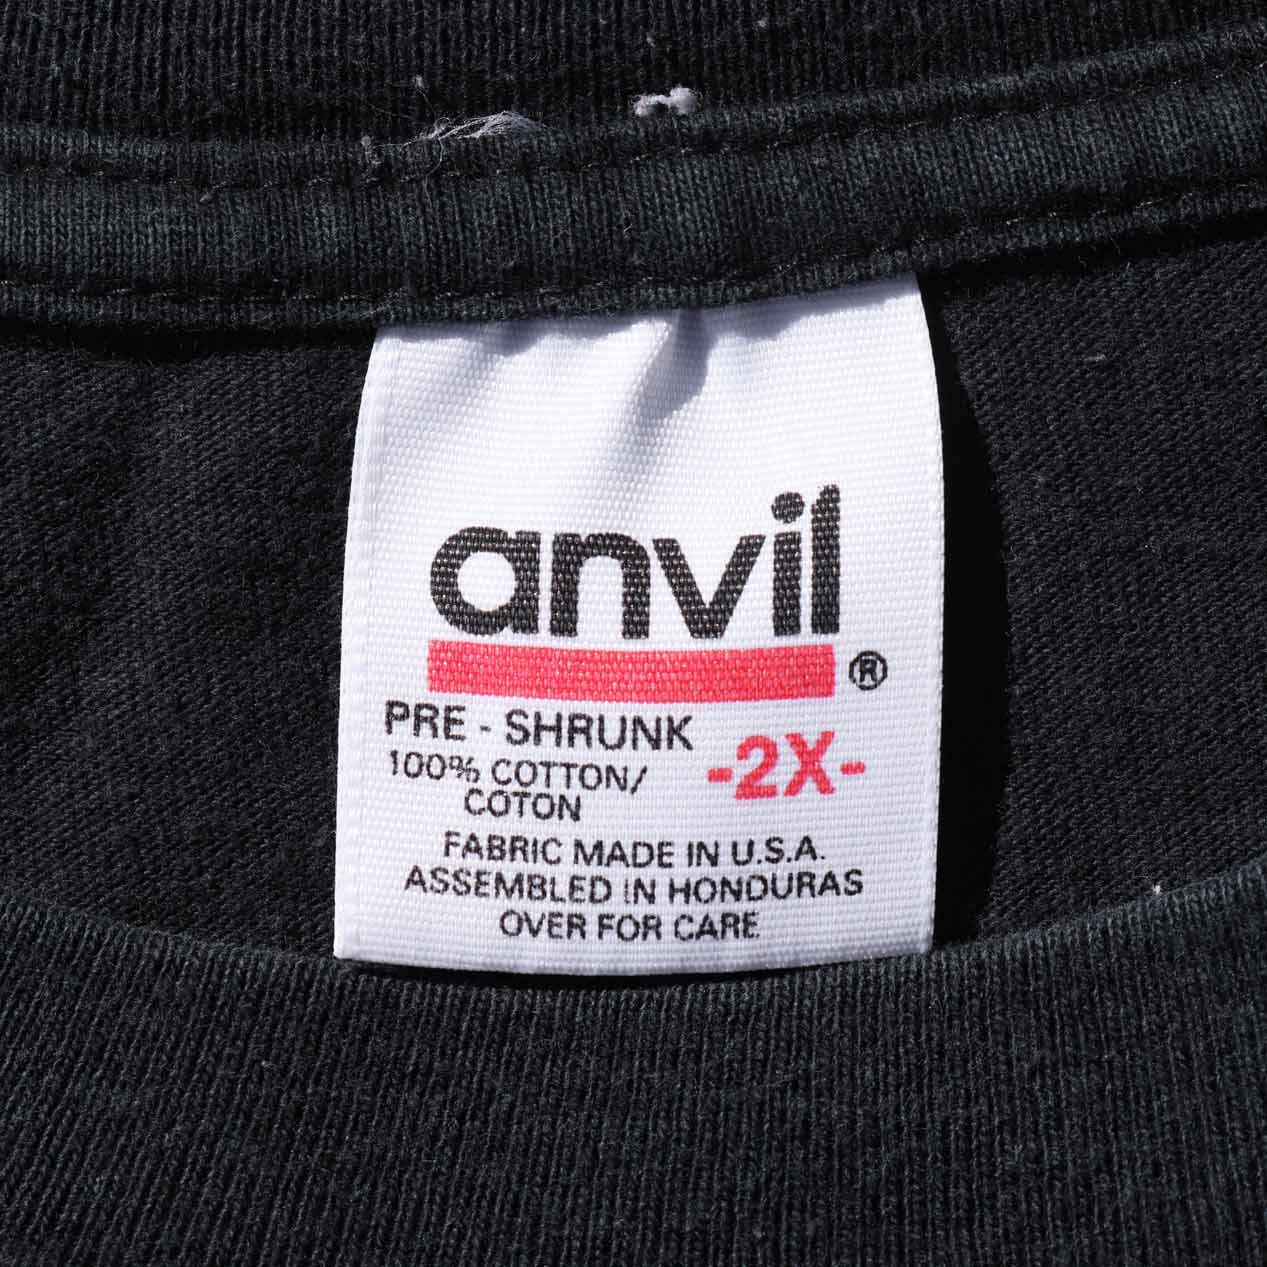 anvil®
PRE - SHRUNK
100% COTTON/
COTON
-2X-
FABRIC MADE IN U.S.A.
ASSEMBLED IN HONDURAS
OVER FOR CARE